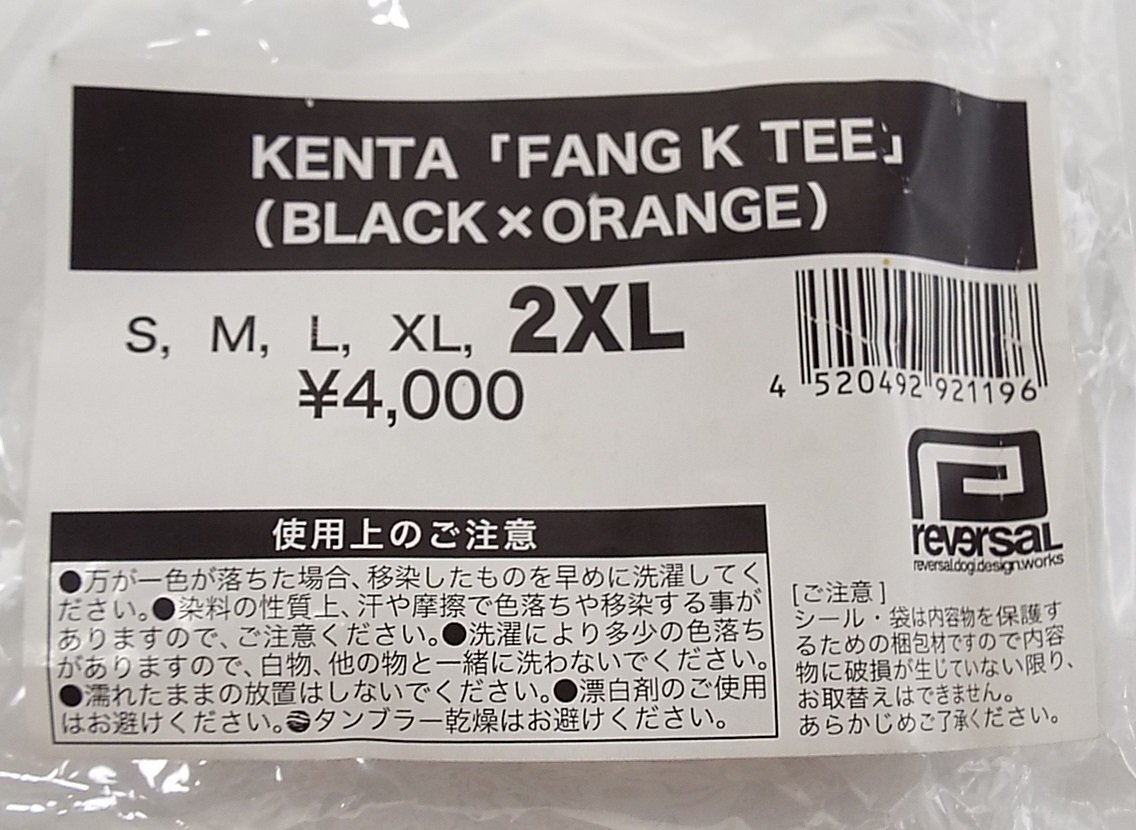 KENTA「FANG K TEE」
(BLACK×ORANGE)
S, M, L, XL, 2XL
¥4,000
4 520492 921196
reversal
reversal.dogi.design.works
使用上のご注意
●万が一色が落ちた場合、移染したものを早めに洗濯してく
ださい。●染料の性質上、汗や摩擦で色落ちや移染する事が
ありますので、ご注意ください。●洗濯により多少の色落ち
がありますので、白物、他の物と一緒に洗わないでください。
●濡れたままの放置はしないでください。●漂白剤のご使用
はお避けください。●タンブラー乾燥はお避けください。
[ご注意]
シール・袋は内容物を保護す
るための梱包材ですので内容
物に破損が生じていない限り、
お取替えはできません。
あらかじめご了承ください。